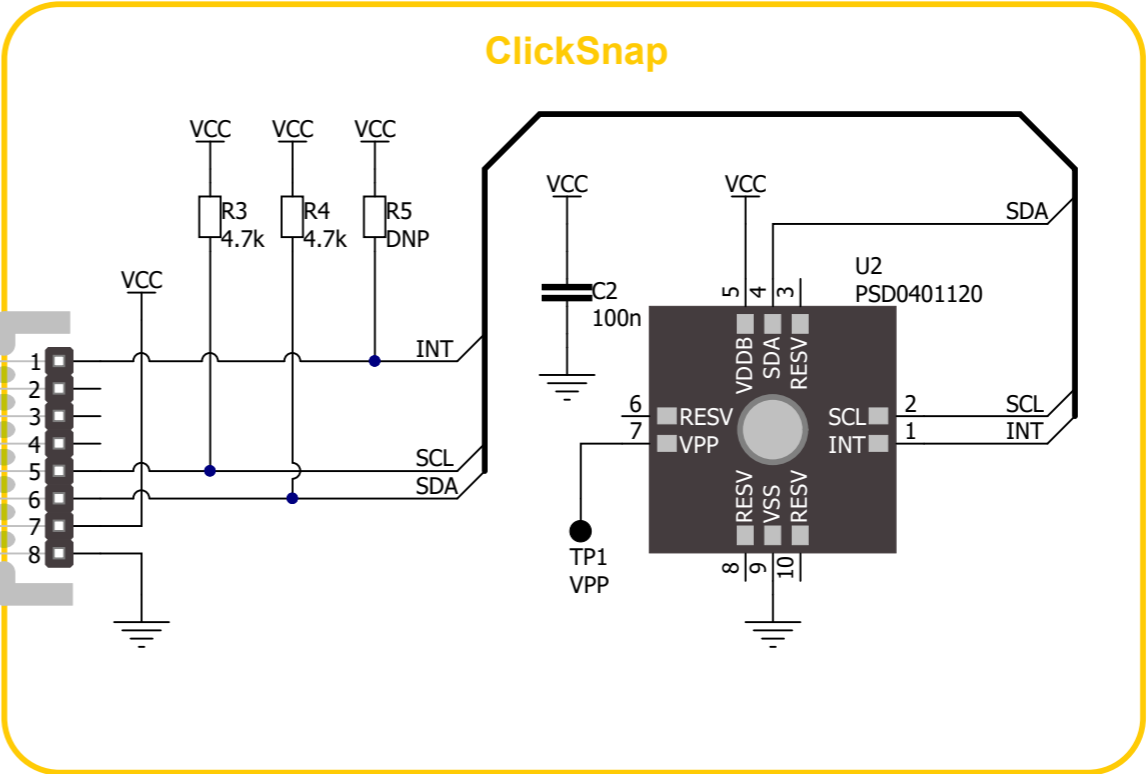 ClickSnap
VCC
VCC
VCC
R3
4.7k
R4
4.7k
R5
DNP
VCC
1
2
3
4
5
6
7
8
INT
SCL
SDA
VCC
C2
100n
VCC
SDA
U2
PSD0401120
5
4
3
VDDB
SDA
RESV
6
7
RESV
VPP
SCL
INT
2
1
SCL
INT
RESV
VSS
RESV
8
9
10
TP1
VPP